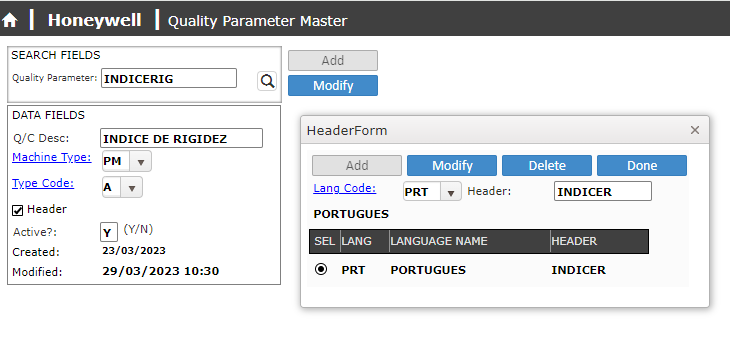 Honeywell Quality Parameter Master
SEARCH FIELDS
Quality Parameter: INDICERIG
Add
Modify
DATA FIELDS
Q/C Desc: INDICE DE RIGIDEZ
Machine Type: PM
Type Code: A
Header
Active?: Y (Y/N)
Created: 23/03/2023
Modified: 29/03/2023 10:30
HeaderForm
Add Modify Delete Done
Lang Code: PRT Header: INDICER
PORTUGUES
SEL LANG LANGUAGE NAME HEADER
PRT PORTUGUES INDICER